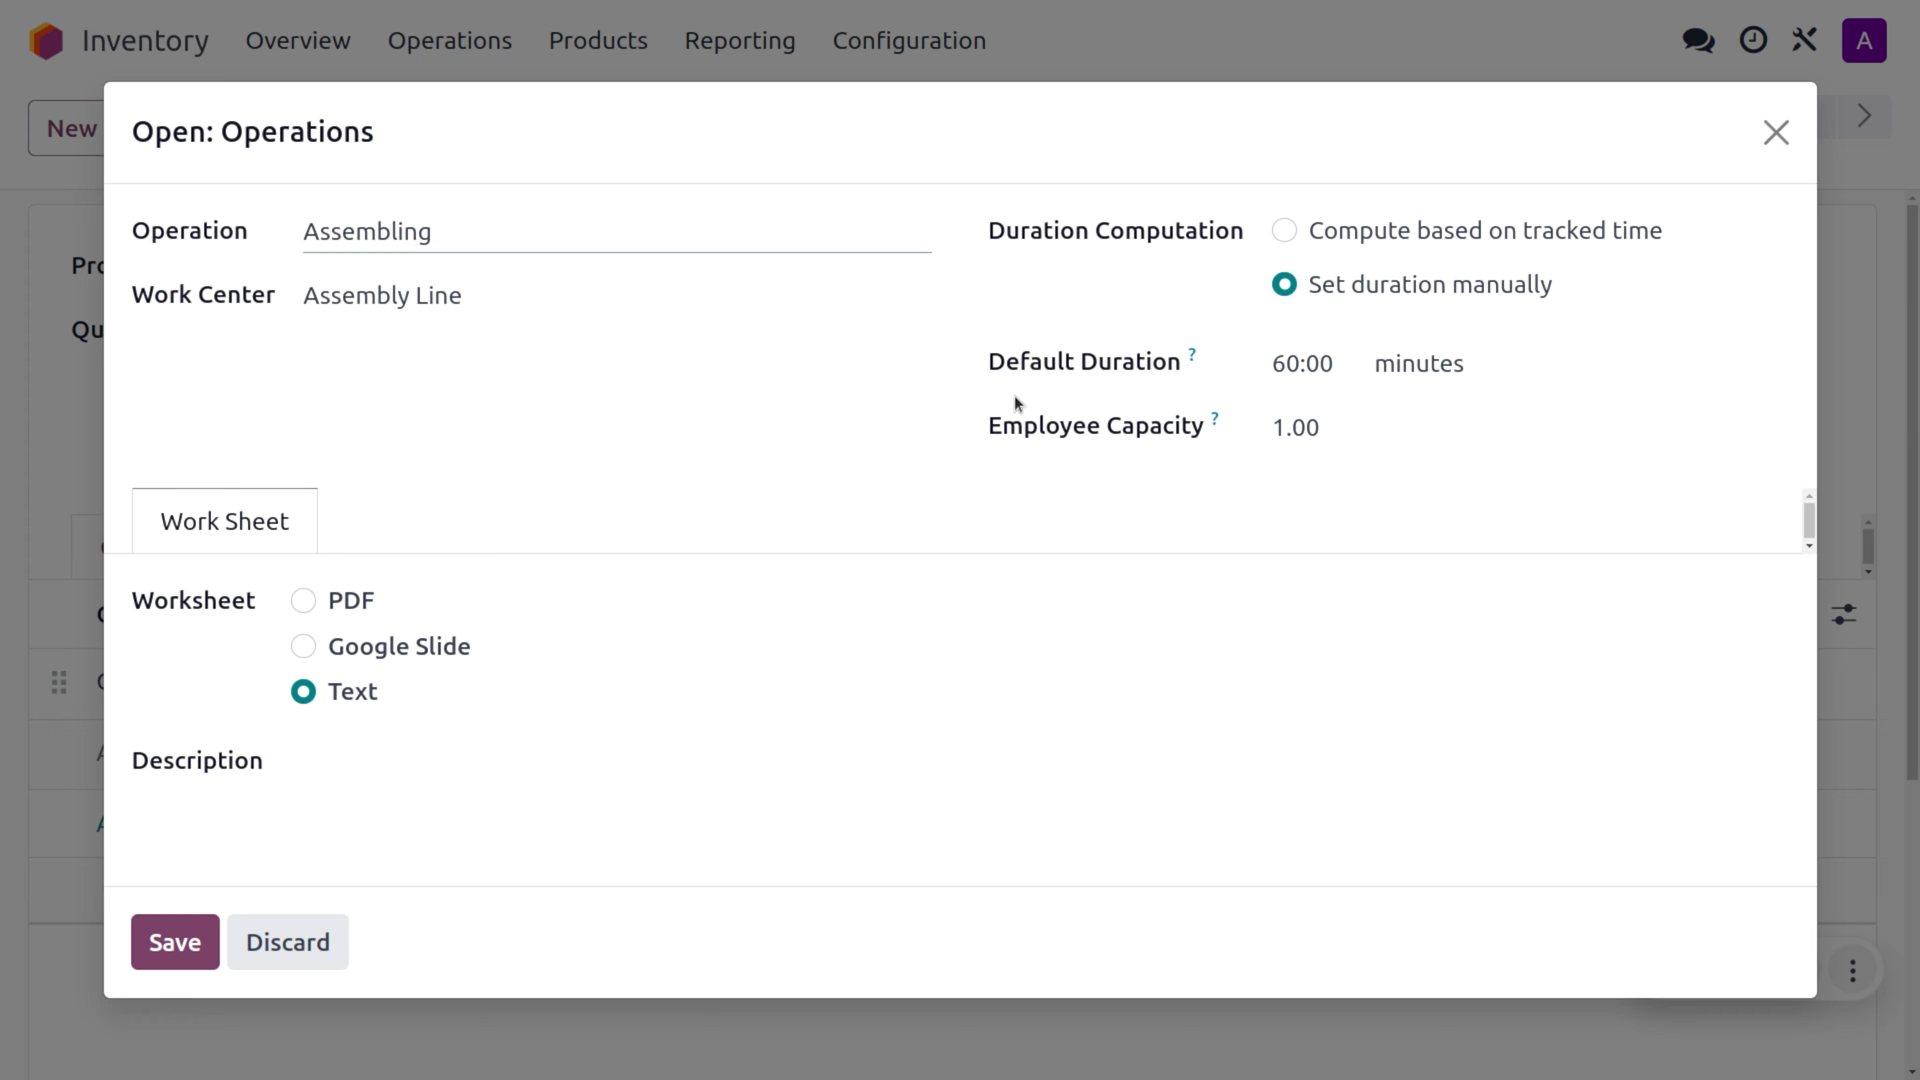 Inventory Overview Operations Products Reporting Configuration A
New
Open: Operations
Operation Assembling
Duration Computation Compute based on tracked time
Work Center Assembly Line
Set duration manually
Default Duration ? 60:00 minutes
Employee Capacity ? 1.00
Work Sheet
Worksheet PDF
Google Slide
Text
Description
Save Discard